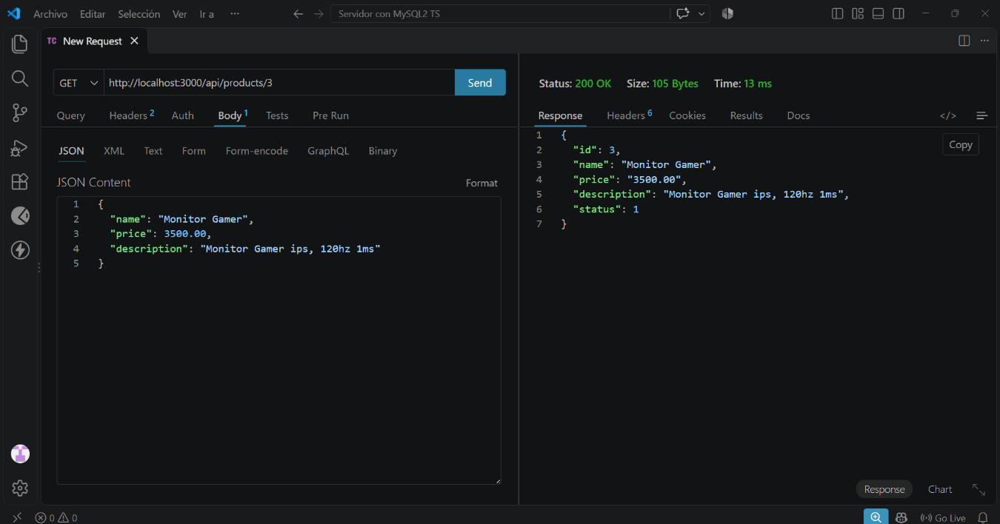 Archivo Editar Selección Ver Ir a ··· Servidor con MySQL2 TS
TC New Request
GET http://localhost:3000/api/products/3 Send
Query Headers 2 Auth Body 1 Tests Pre Run
JSON XML Text Form Form-encode GraphQL Binary
JSON Content Format
1 {
2 "name": "Monitor Gamer",
3 "price": 3500.00,
4 "description": "Monitor Gamer ips, 120hz 1ms"
5 }
Status: 200 OK Size: 105 Bytes Time: 13 ms
Response Headers 6 Cookies Results Docs </>
Copy
1 {
2 "id": 3,
3 "name": "Monitor Gamer",
4 "price": "3500.00",
5 "description": "Monitor Gamer ips, 120hz 1ms",
6 "status": 1
7 }
Response Chart
0 0 Go Live